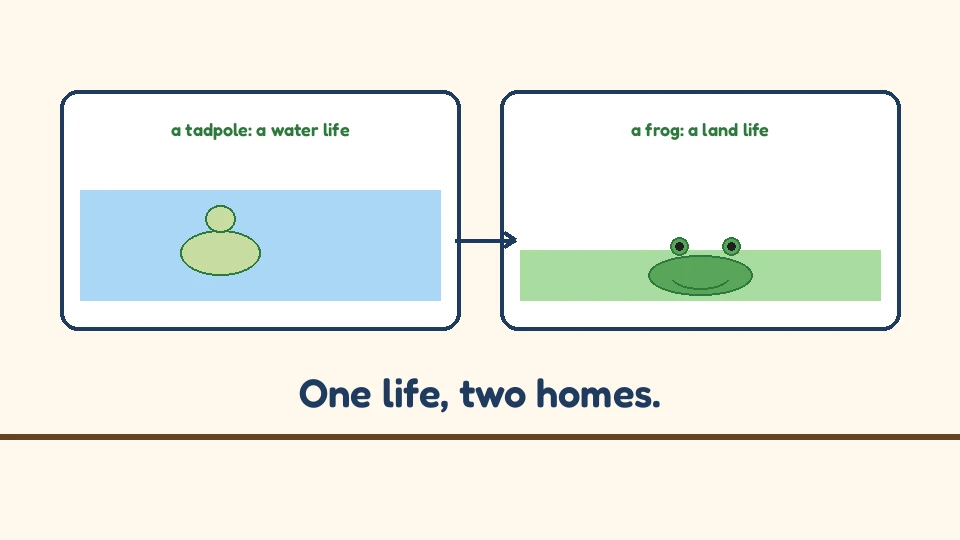 a tadpole: a water life
a frog: a land life
One life, two homes.